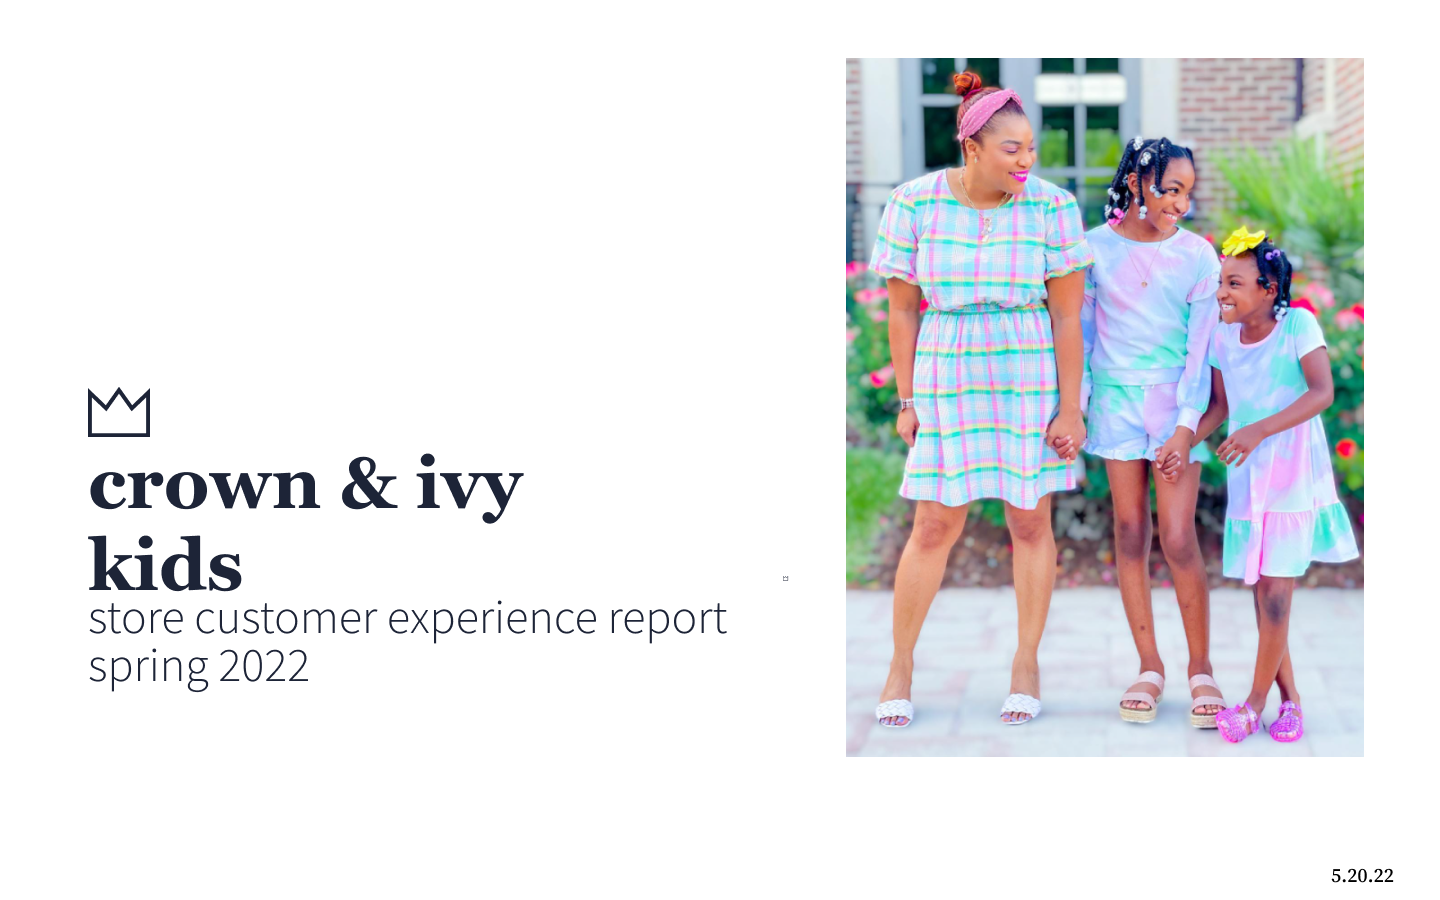 crown & ivy
kids
store customer experience report
spring 2022
5.20.22